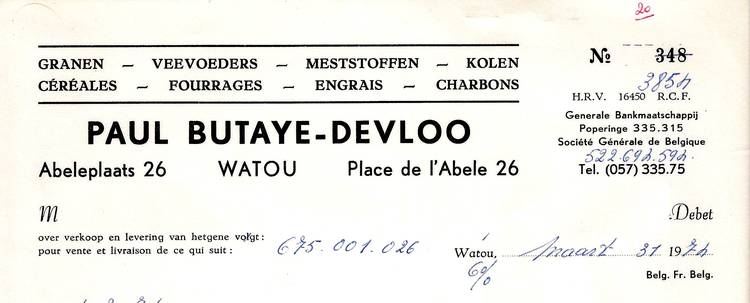 20
GRANEN — VEEVOEDERS — MESTSTOFFEN — KOLEN
CÉRÉALES — FOURRAGES — ENGRAIS — CHARBONS
PAUL BUTAYE-DEVLOO
Abeleplaats 26 WATOU Place de l'Abele 26
Nº 348
H.R.V. 16450 R.C.F.
Generale Bankmaatschappij
Poperinge 335.315
Société Générale de Belgique
522.692.592
Tel. (057) 335.75
M Debet
over verkoop en levering van hetgene volgt :
pour vente et livraison de ce qui suit : 675.001.026
Watou, maart 31 1974
6%
Belg. Fr. Belg.